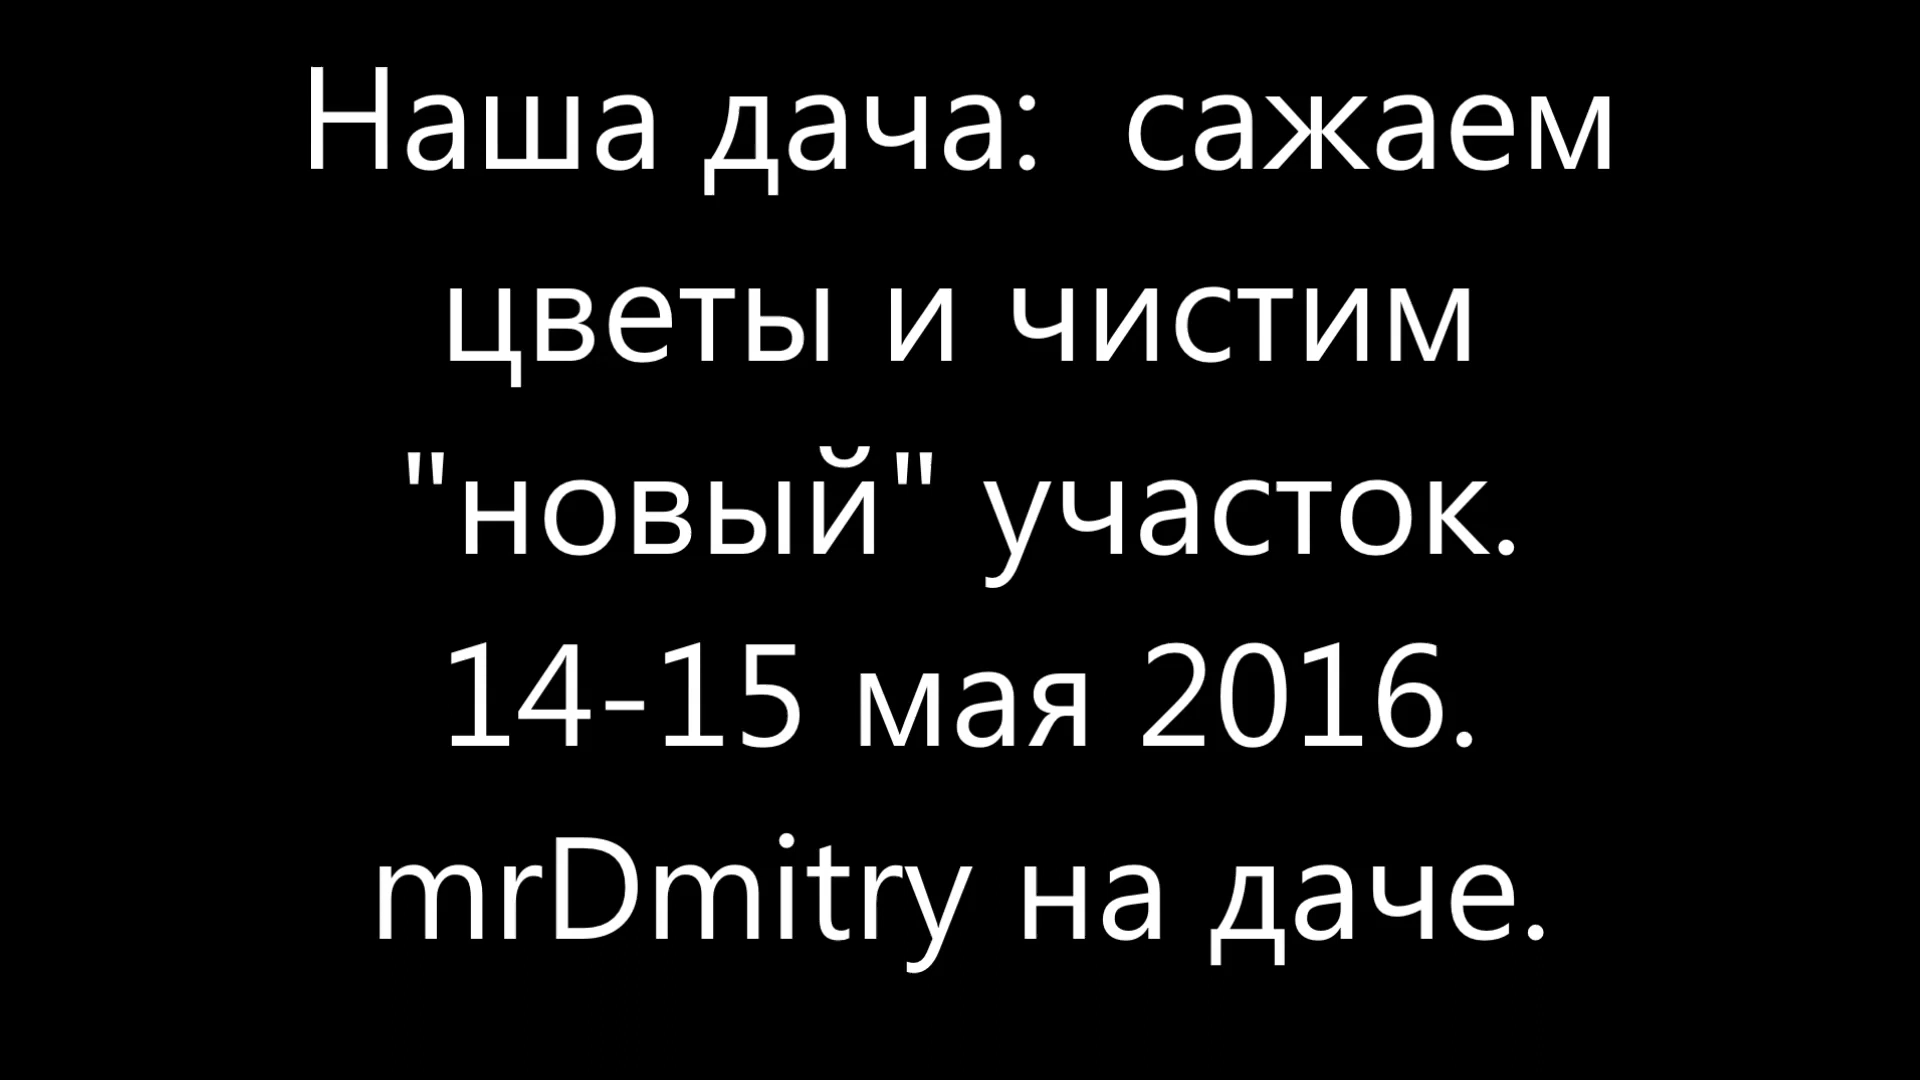 Наша дача:  сажаем
цветы и чистим
"новый" участок.
14-15 мая 2016.
mrDmitry на даче.